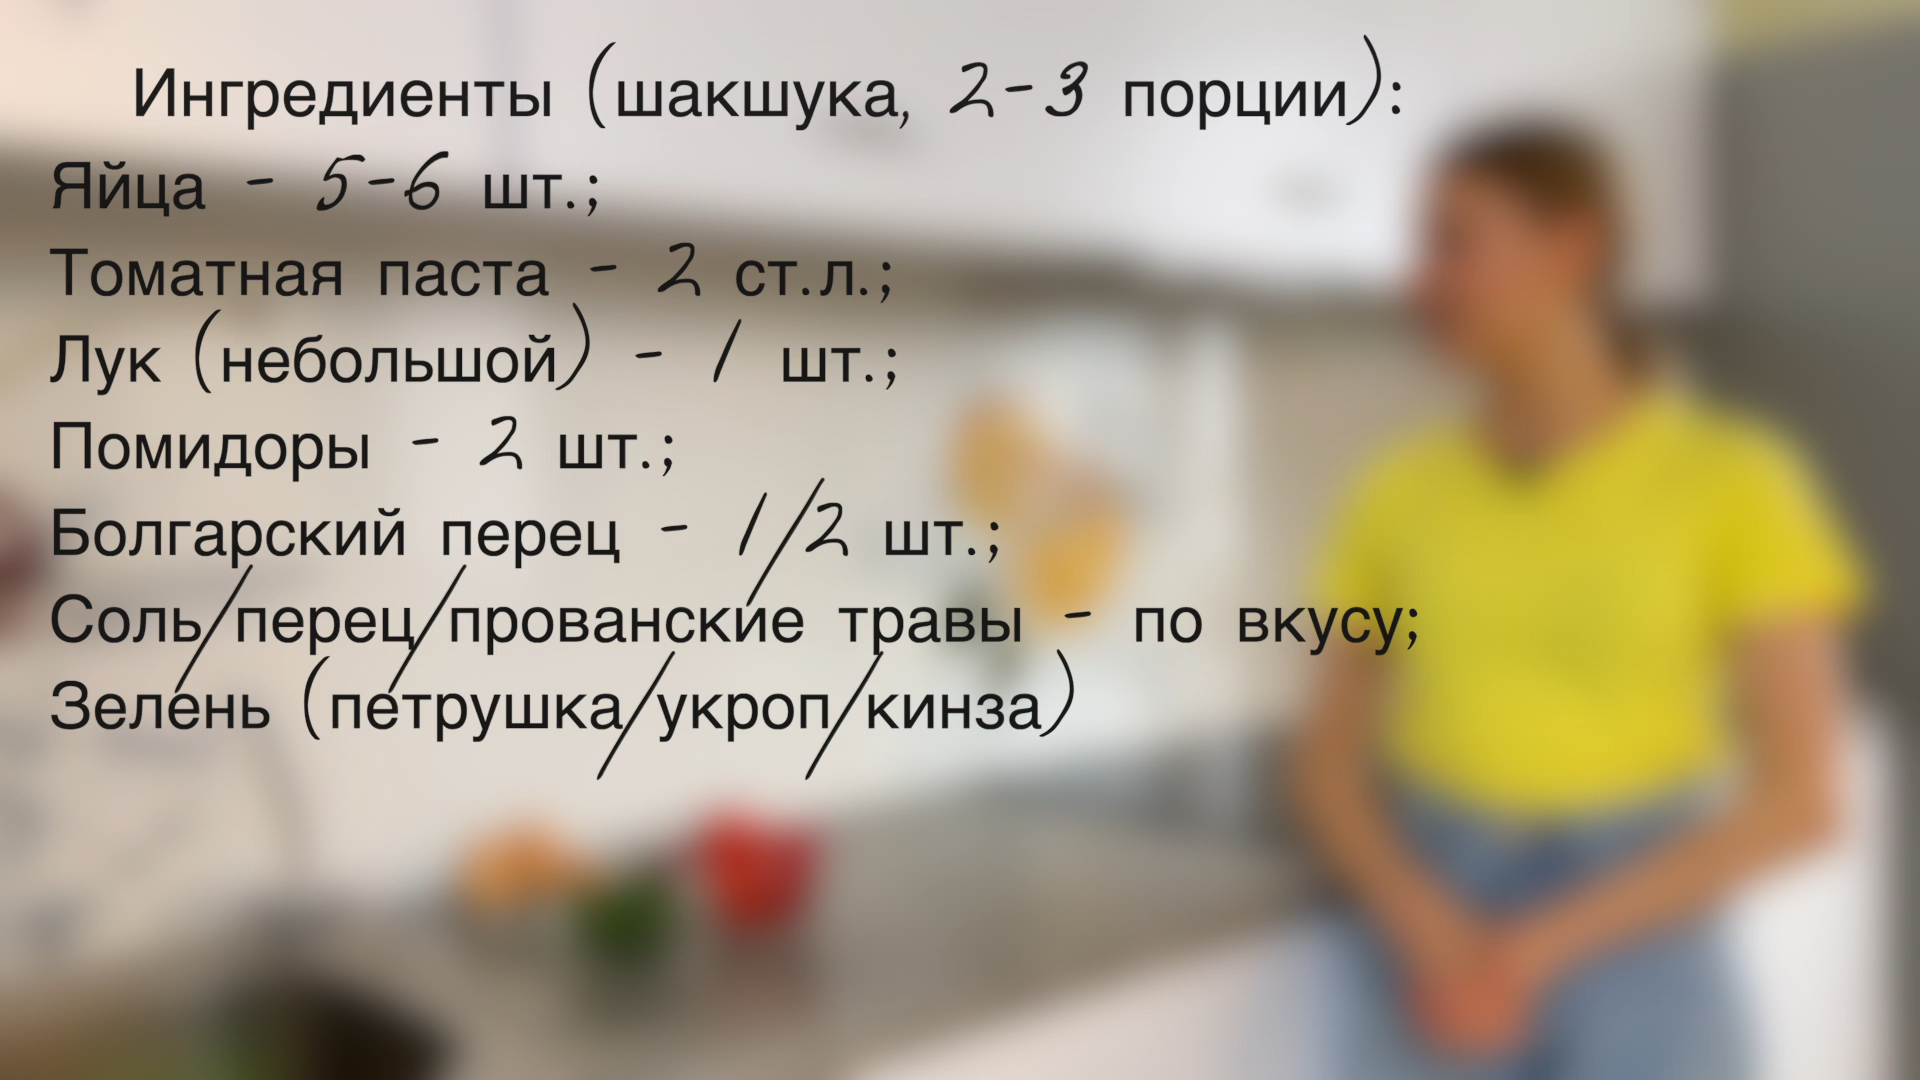 Ингредиенты (шакшука, 2-3 порции):
Яйца - 5-6 шт.;
Томатная паста - 2 ст.л.;
Лук (небольшой) - 1 шт.;
Помидоры - 2 шт.;
Болгарский перец - 1/2 шт.;
Соль/перец/прованские травы - по вкусу;
Зелень (петрушка/укроп/кинза)